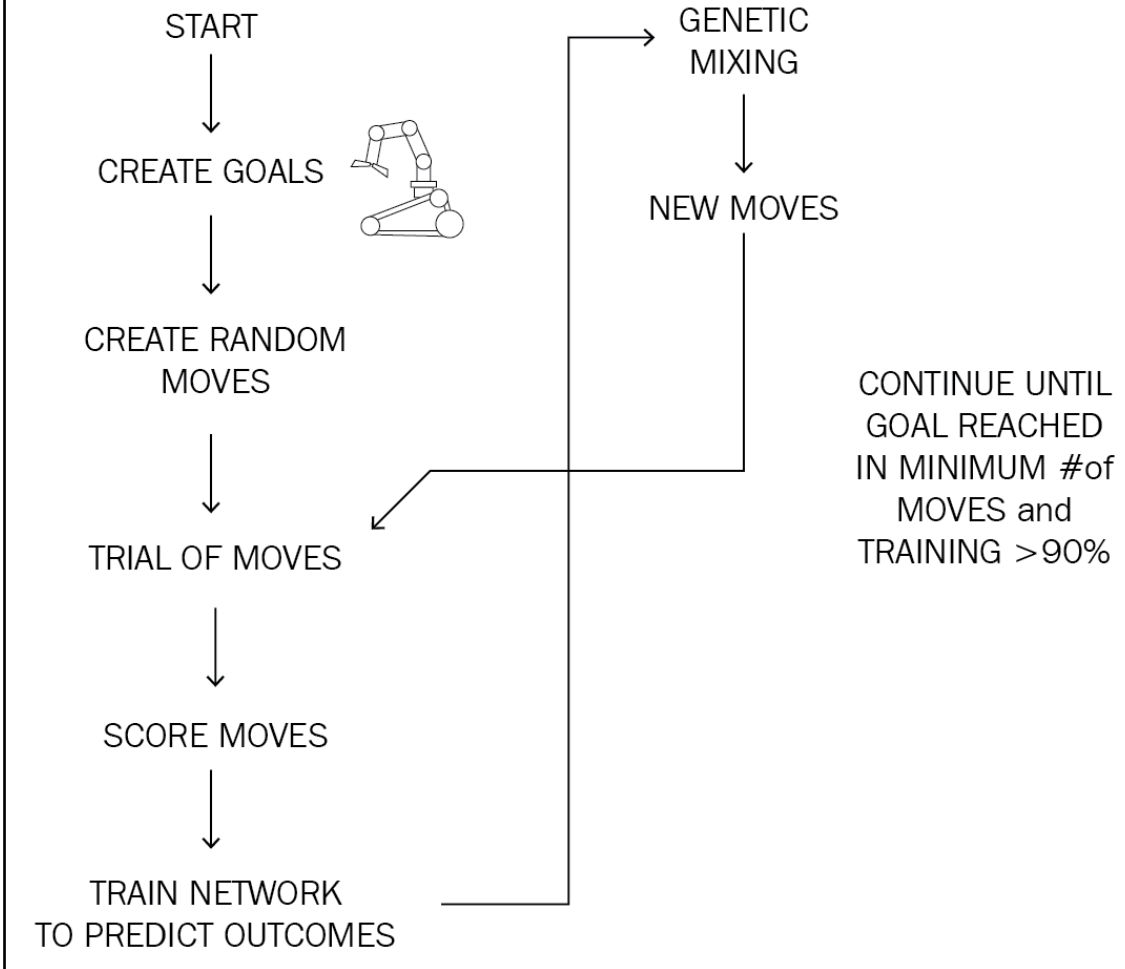 START
CREATE GOALS
CREATE RANDOM
MOVES
TRIAL OF MOVES
SCORE MOVES
TRAIN NETWORK
TO PREDICT OUTCOMES
GENETIC
MIXING
NEW MOVES
CONTINUE UNTIL
GOAL REACHED
IN MINIMUM #of
MOVES and
TRAINING >90%